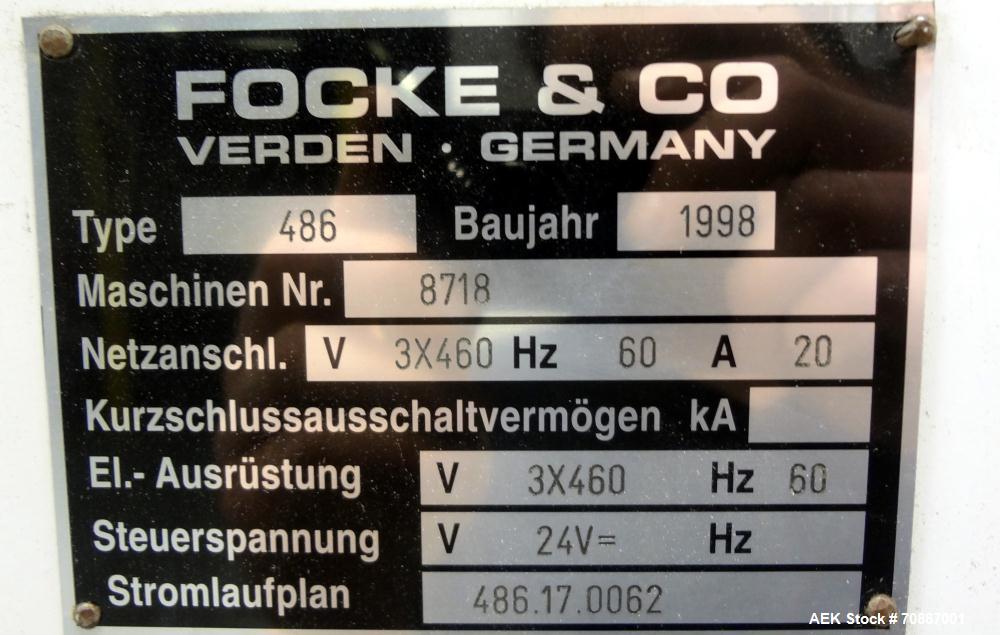 FOCKE & CO
VERDEN · GERMANY
Type 486 Baujahr 1998
Maschinen Nr. 8718
Netzanschl. V 3X460 Hz 60 A 20
Kurzschlussausschaltvermögen kA
El.- Ausrüstung V 3X460 Hz 60
Steuerspannung V 24V= Hz
Stromlaufplan 486.17.0062
AEK Stock # 70887001